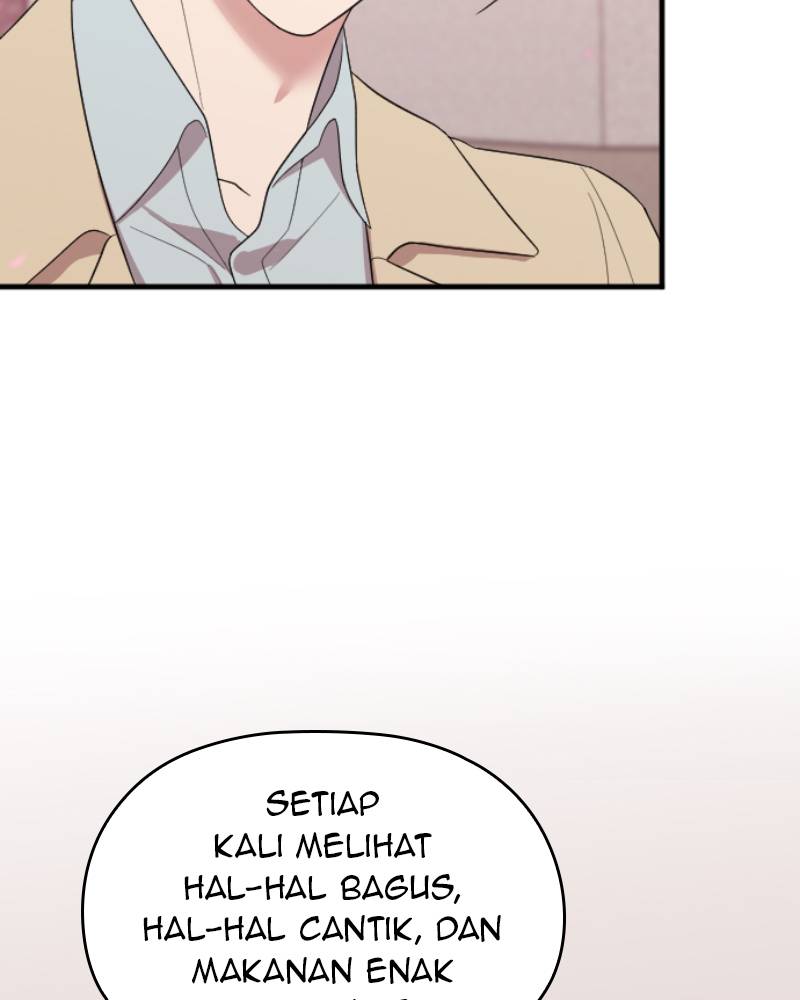 SETIAP
KALI MELIHAT
HAL-HAL BAGUS,
HAL-HAL CANTIK, DAN
MAKANAN ENAK